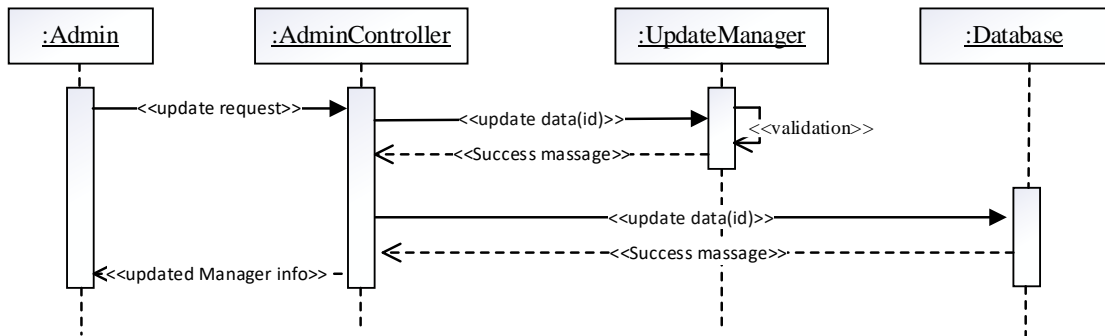 :Admin
:AdminController
:UpdateManager
:Database
<<update request>>
<<update data(id)>>
<<validation>>
<<Success massage>>
<<update data(id)>>
<<Success massage>>
<<updated Manager info>>